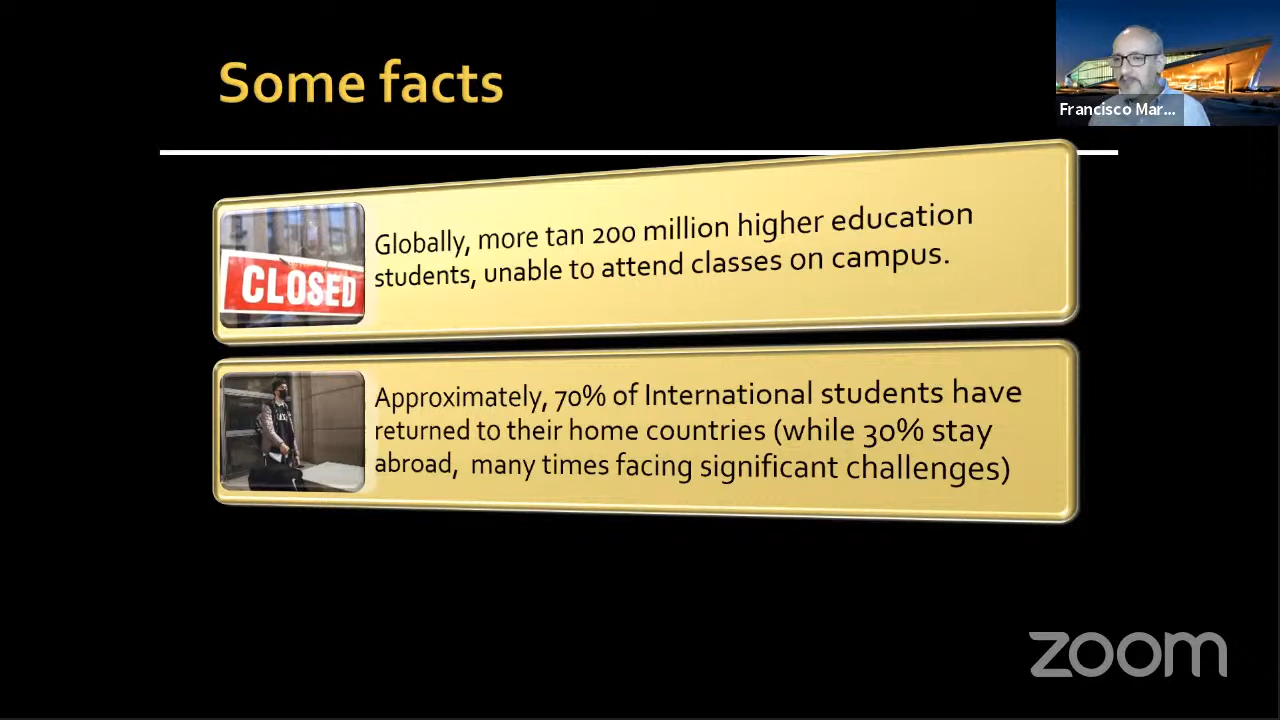 Some facts
Francisco Mar...
CLOSED
Globally, more tan 200 million higher education
students, unable to attend classes on campus.
Approximately, 70% of International students have
returned to their home countries (while 30% stay
abroad, many times facing significant challenges)
zoom